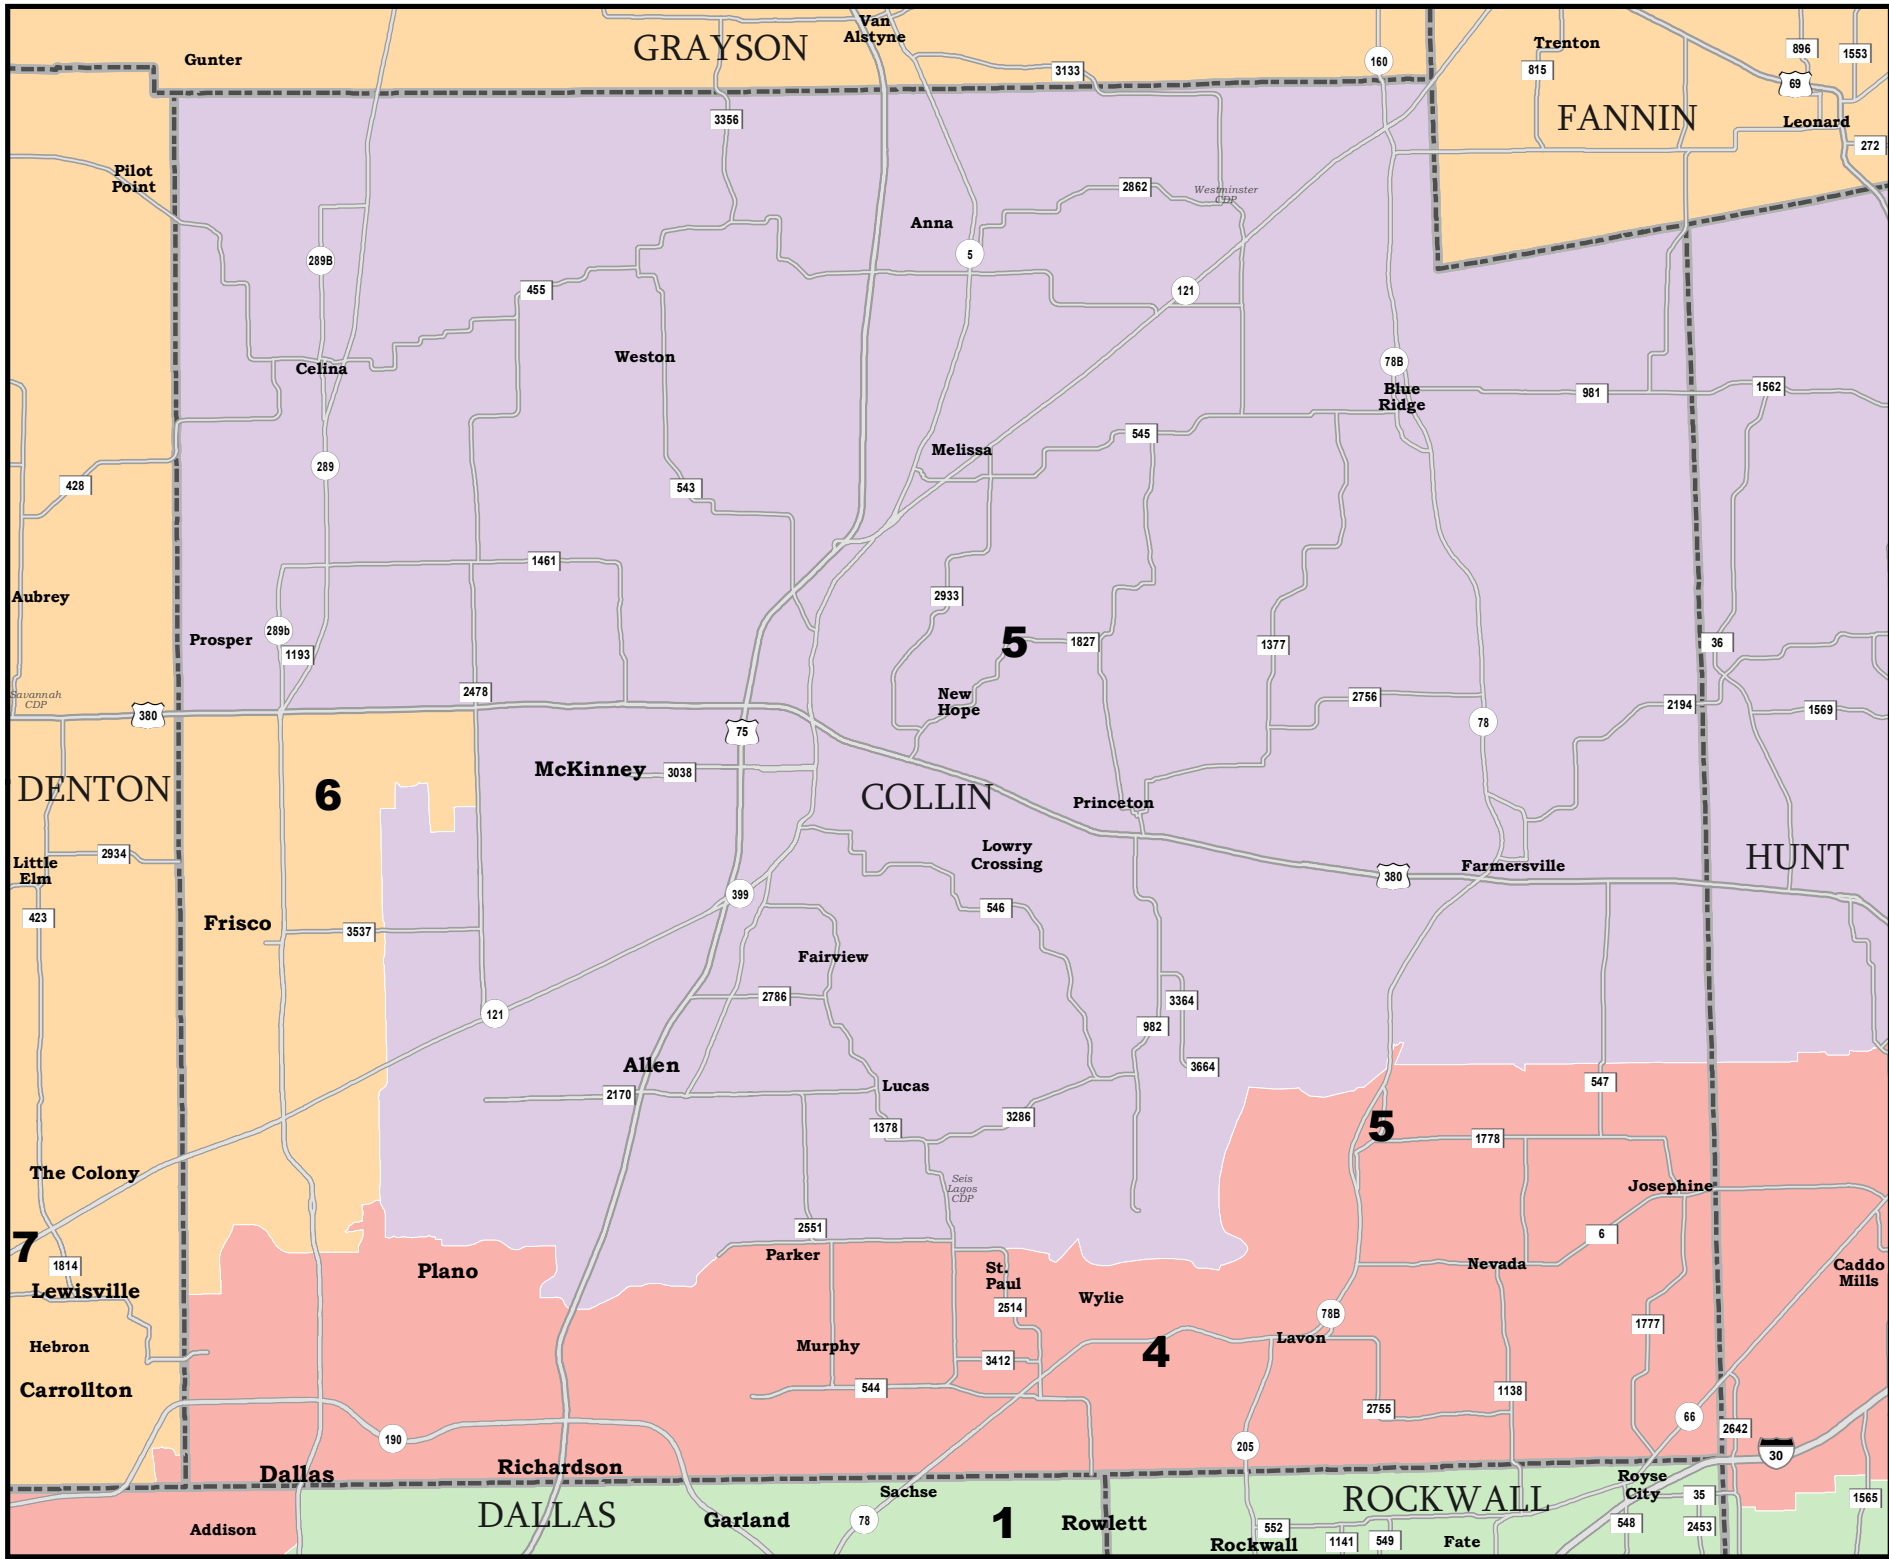 GRAYSON
Van
Alstyne
Gunter
3133
160
Trenton
815
896
1553
69
3356
FANNIN
Leonard
272
Pilot
Point
2862
Westminster
CDP
Anna
289B
5
455
121
Weston
Celina
78B
Blue
Ridge
981
1562
545
Melissa
289
428
543
1461
Aubrey
2933
289b
Prosper
1193
5
1827
1377
36
Savannah
CDP
2478
New
Hope
2756
2194
1569
380
75
78
McKinney
3038
DENTON
6
COLLIN
Princeton
2934
Little
Elm
Lowry
Crossing
Farmersville
HUNT
380
399
423
Frisco
3537
546
Fairview
2786
3364
121
982
Allen
3664
2170
Lucas
547
1378
3286
5
1778
The Colony
Seis
Lagos
CDP
Josephine
2551
6
7
Parker
1814
Plano
St.
Paul
Nevada
Caddo
Mills
Lewisville
Wylie
2514
78B
1777
Hebron
Murphy
4
Lavon
3412
Carrollton
544
1138
2755
66
190
205
2642
30
Dallas
Richardson
Royse
City
Sachse
DALLAS
ROCKWALL
35
1565
Addison
Garland
78
1
Rowlett
552
548
2453
Rockwall
1141
549
Fate